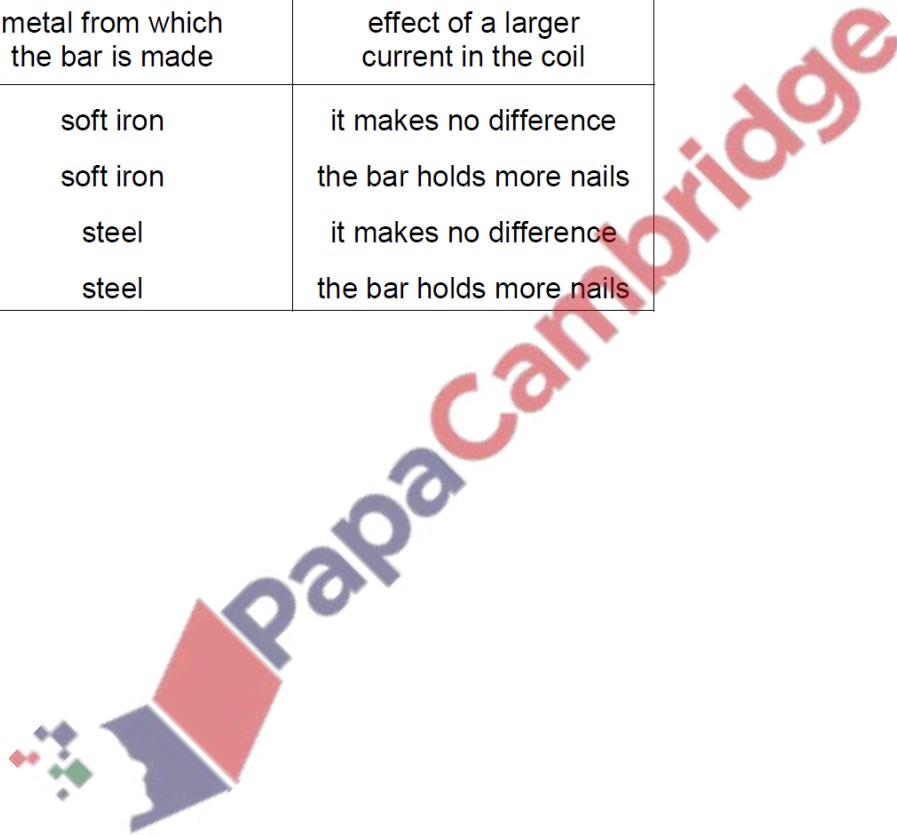 metal from which effect of a larger
the bar is made current in the coil
soft iron it makes no difference
soft iron the bar holds more nails
steel it makes no difference
steel the bar holds more nails
PapaCambridge